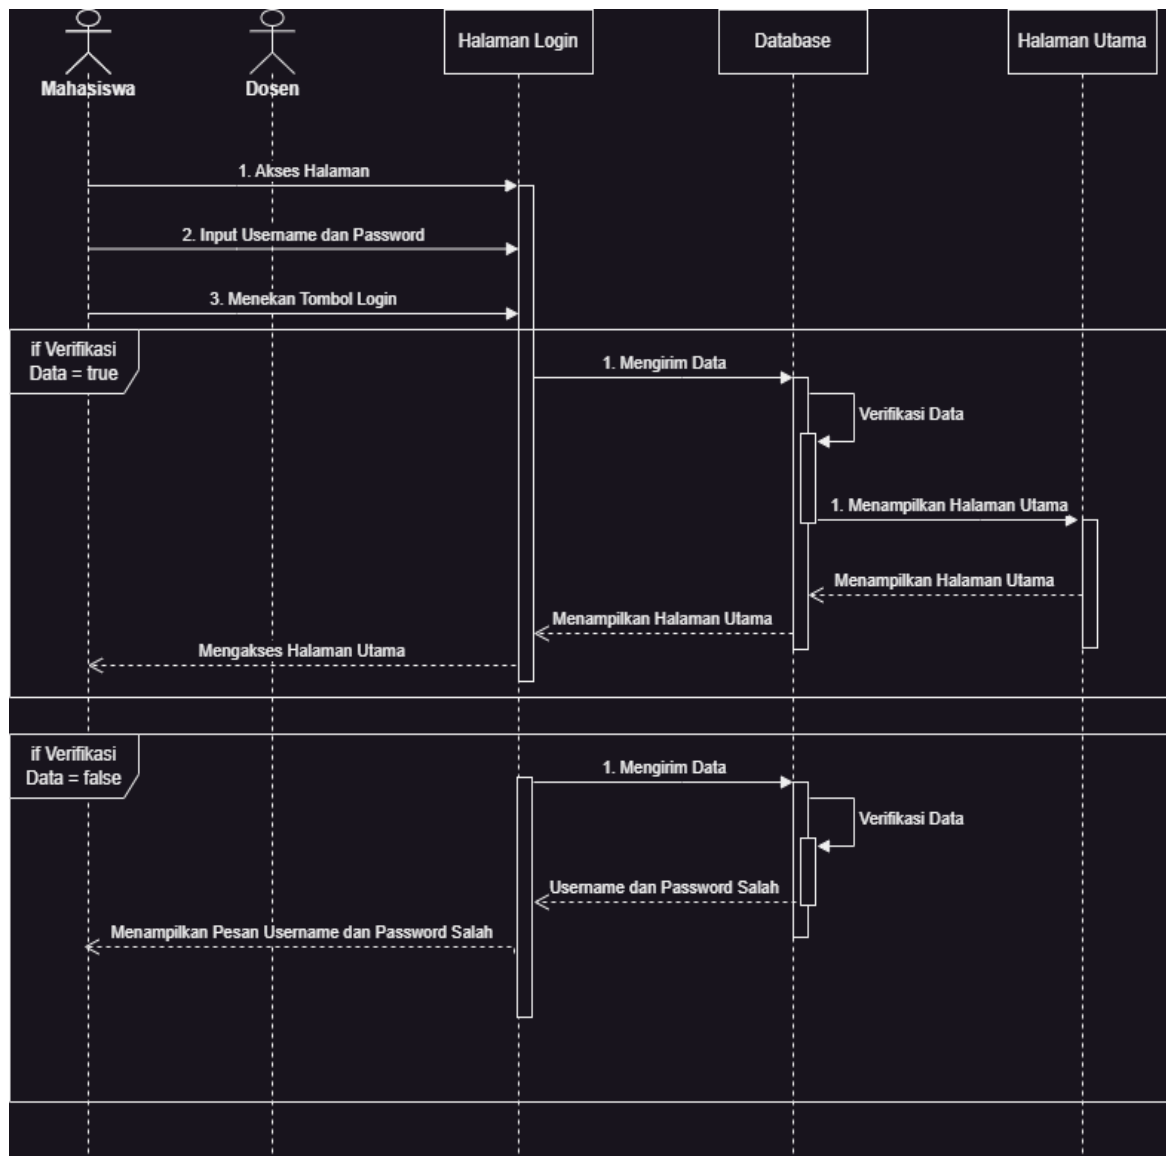 Halaman Login
Database
Halaman Utama
Mahasiswa
Dosen
1. Akses Halaman
2. Input Username dan Password
3. Menekan Tombol Login
if Verifikasi
Data = true
1. Mengirim Data
Verifikasi Data
1. Menampilkan Halaman Utama
Menampilkan Halaman Utama
Menampilkan Halaman Utama
Mengakses Halaman Utama
if Verifikasi
Data = false
1. Mengirim Data
Verifikasi Data
Username dan Password Salah
Menampilkan Pesan Username dan Password Salah